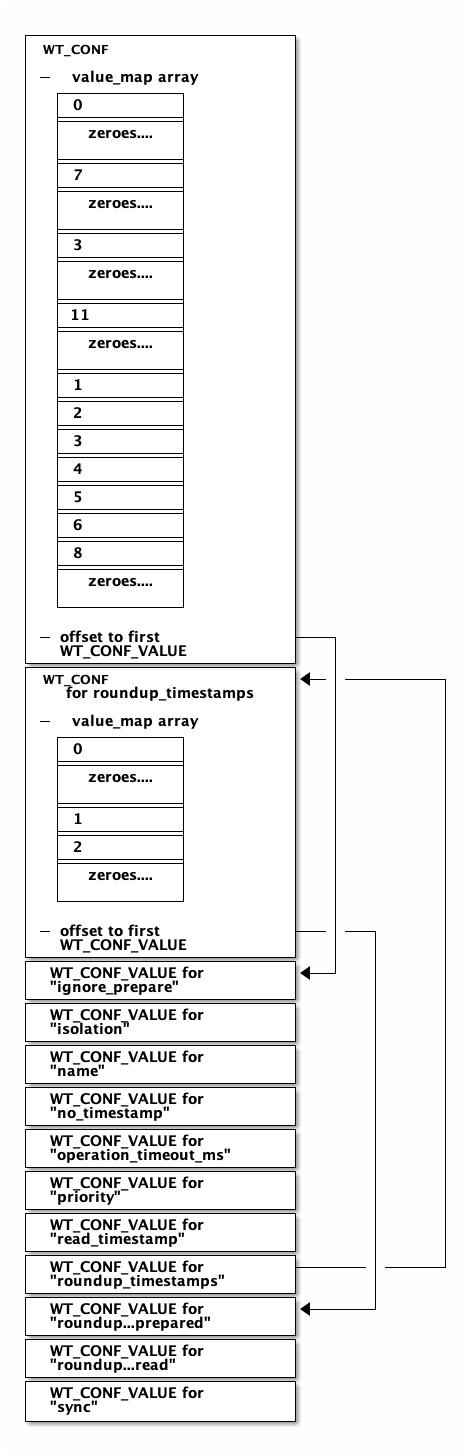 WT_CONF
— value_map array
0
zeroes....
7
zeroes....
3
zeroes....
11
zeroes....
1
2
3
4
5
6
8
zeroes....
— offset to first
WT_CONF_VALUE
WT_CONF
for roundup_timestamps
— value_map array
0
zeroes....
1
2
zeroes....
— offset to first
WT_CONF_VALUE
WT_CONF_VALUE for
"ignore_prepare"
WT_CONF_VALUE for
"isolation"
WT_CONF_VALUE for
"name"
WT_CONF_VALUE for
"no_timestamp"
WT_CONF_VALUE for
"operation_timeout_ms"
WT_CONF_VALUE for
"priority"
WT_CONF_VALUE for
"read_timestamp"
WT_CONF_VALUE for
"roundup_timestamps"
WT_CONF_VALUE for
"roundup...prepared"
WT_CONF_VALUE for
"roundup...read"
WT_CONF_VALUE for
"sync"